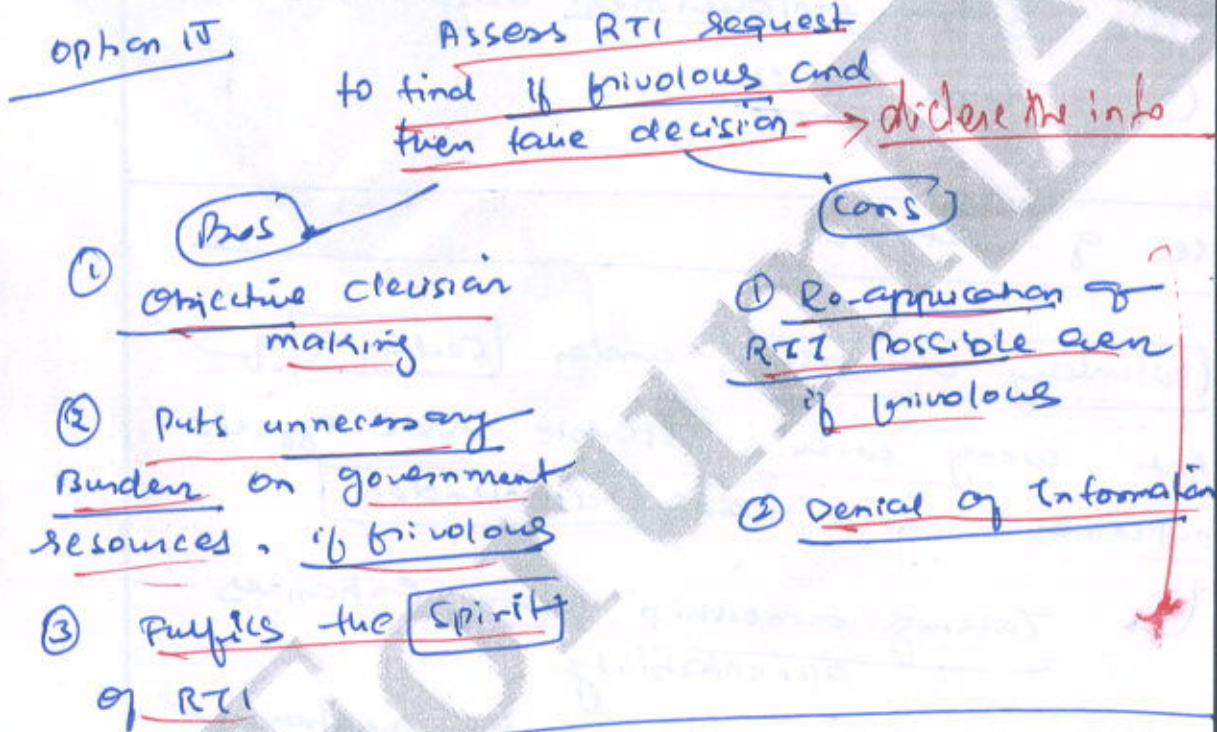 option IV
Assess RTI request
to find if frivolous and
then take decision → disclose the info
Pros
① Objective decision
making
② Puts unnecessary
Burden on government
resources, if frivolous
③ Fulfils the Spirit
of RTI
Cons
① Re-application of
RTI Possible even
if frivolous
② Denial of Information
ForumIA